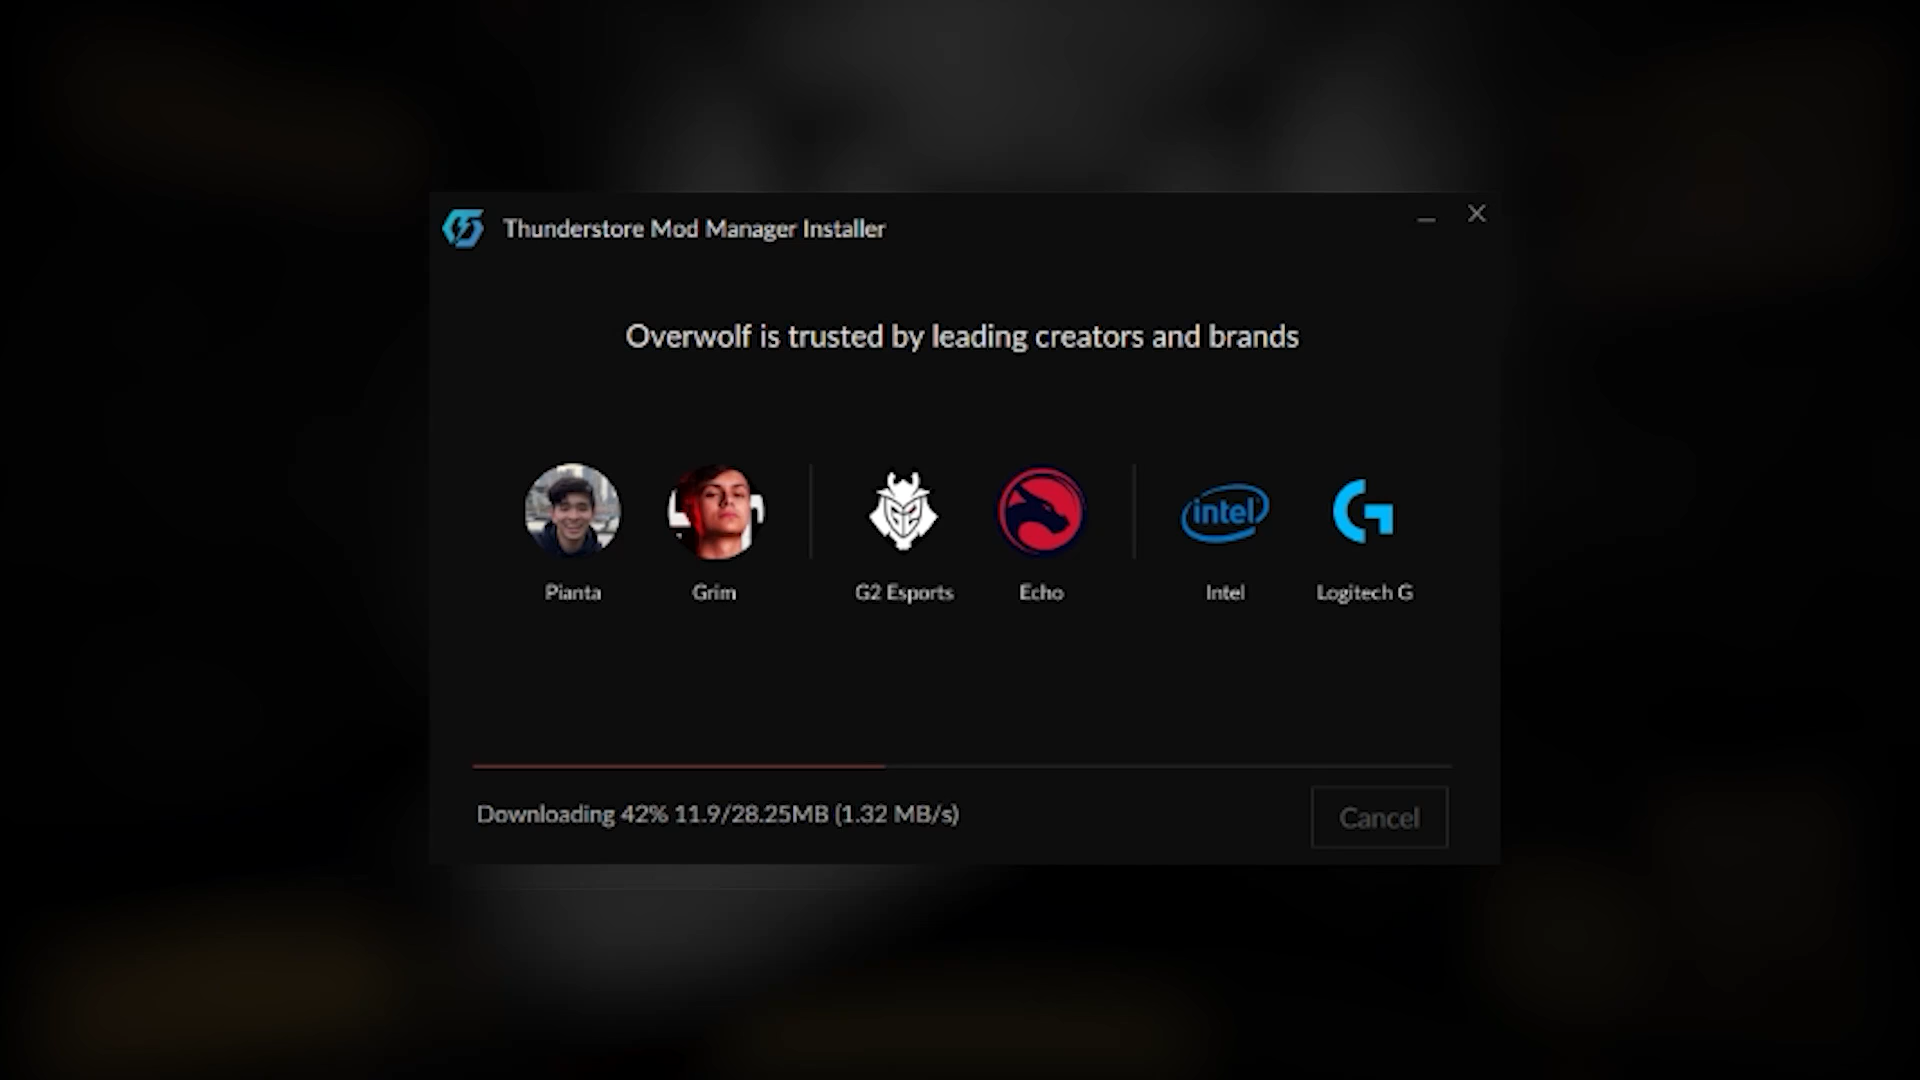 Thunderstore Mod Manager Installer
Overwolf is trusted by leading creators and brands
intel
Pianta
Grim
G2 Esports
Echo
Intel
Logitech G
Downloading 42% 11.9/28.25MB (1.32 MB/s)
Cancel